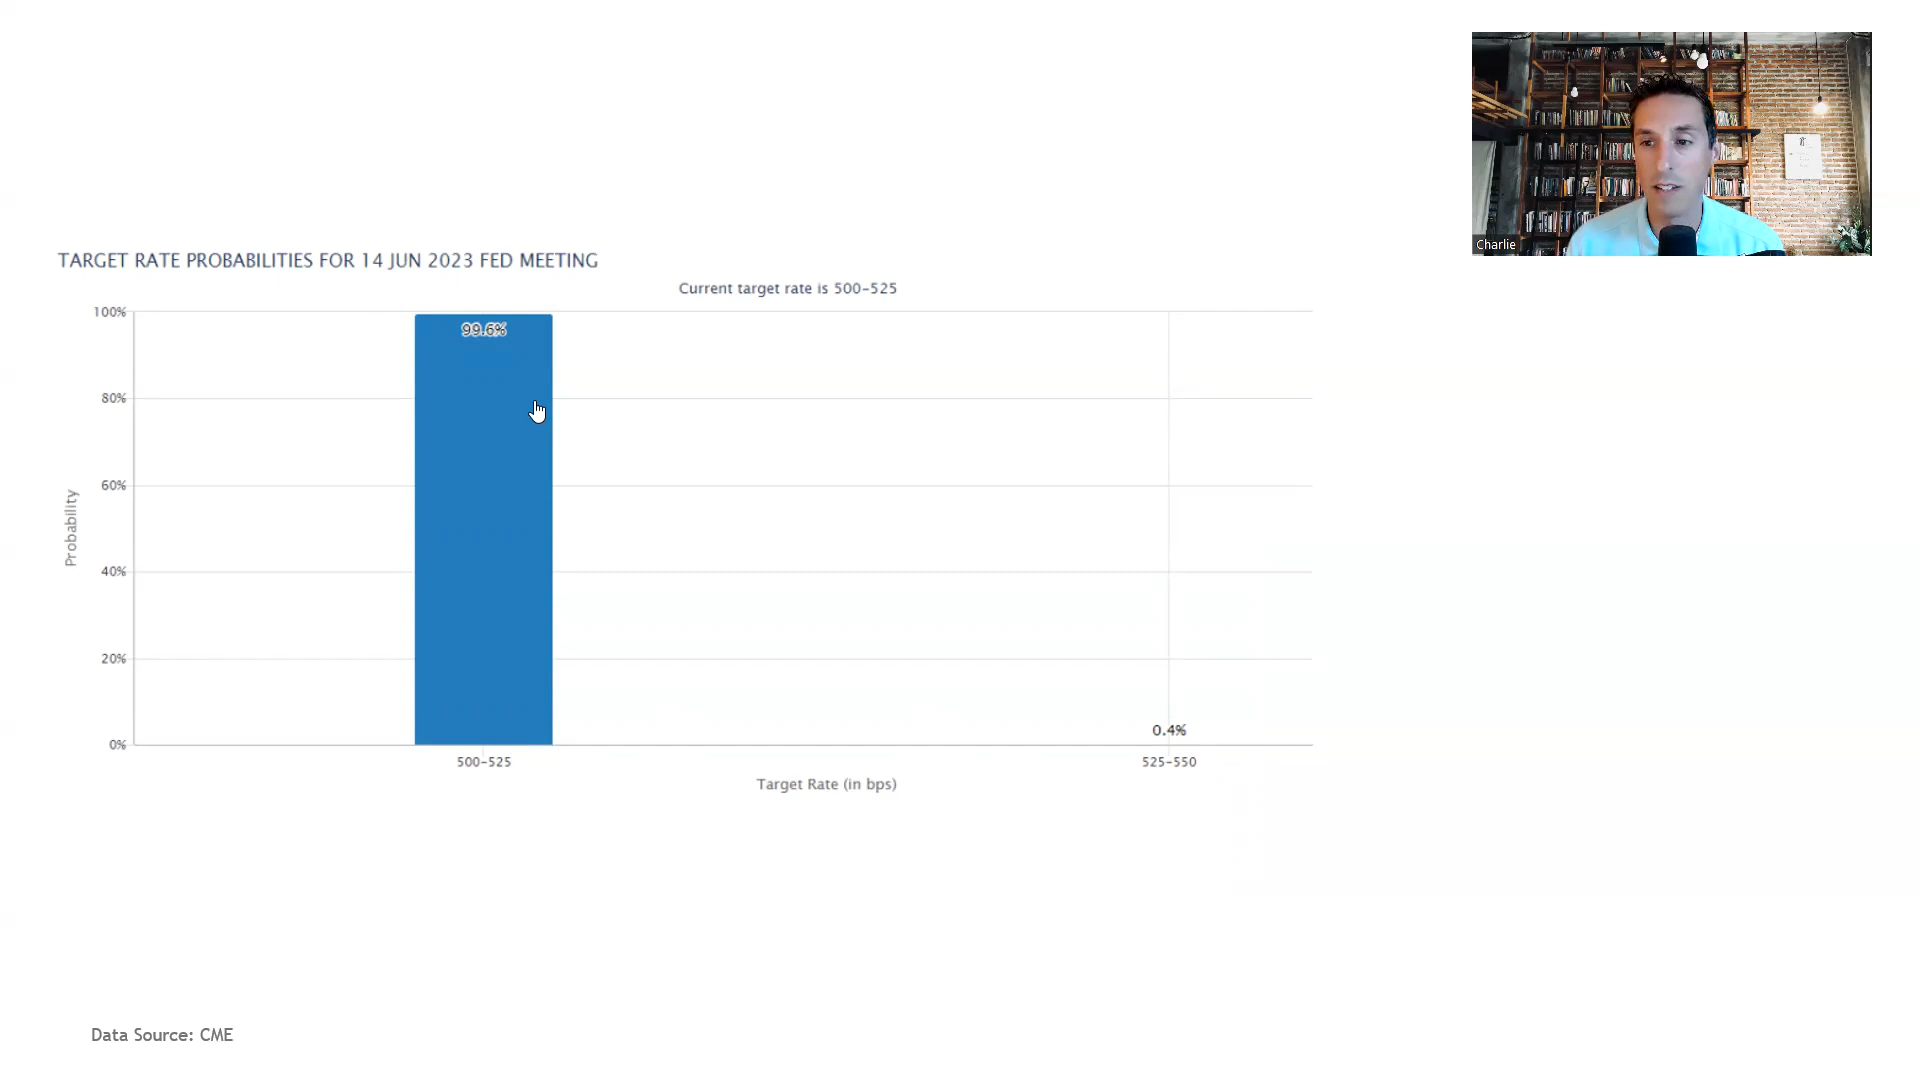 Charlie
TARGET RATE PROBABILITIES FOR 14 JUN 2023 FED MEETING
Current target rate is 500-525
100%
99.6%
80%
60%
Probability
40%
20%
0.4%
0%
500-525
525-550
Target Rate (in bps)
Data Source: CME